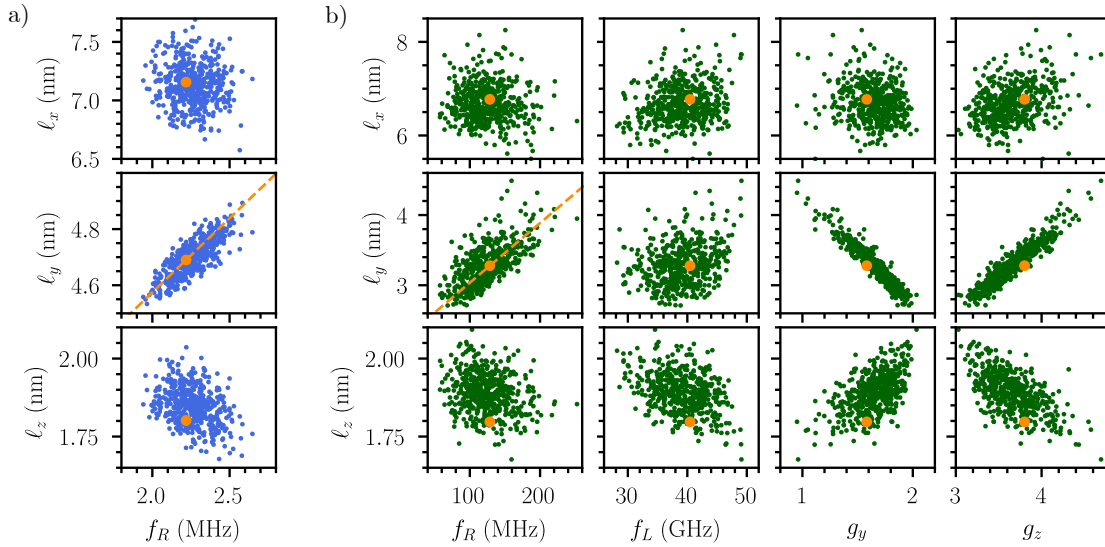 a)
b)
7.5
7.0
6.5
ℓx (nm)
8
6
ℓx (nm)
4.8
4.6
ℓy (nm)
4
3
ℓy (nm)
2.00
1.75
ℓz (nm)
2.00
1.75
ℓz (nm)
2.0 2.5
fR (MHz)
100 200
fR (MHz)
30 40 50
fL (GHz)
1 2
gy
3 4
gz